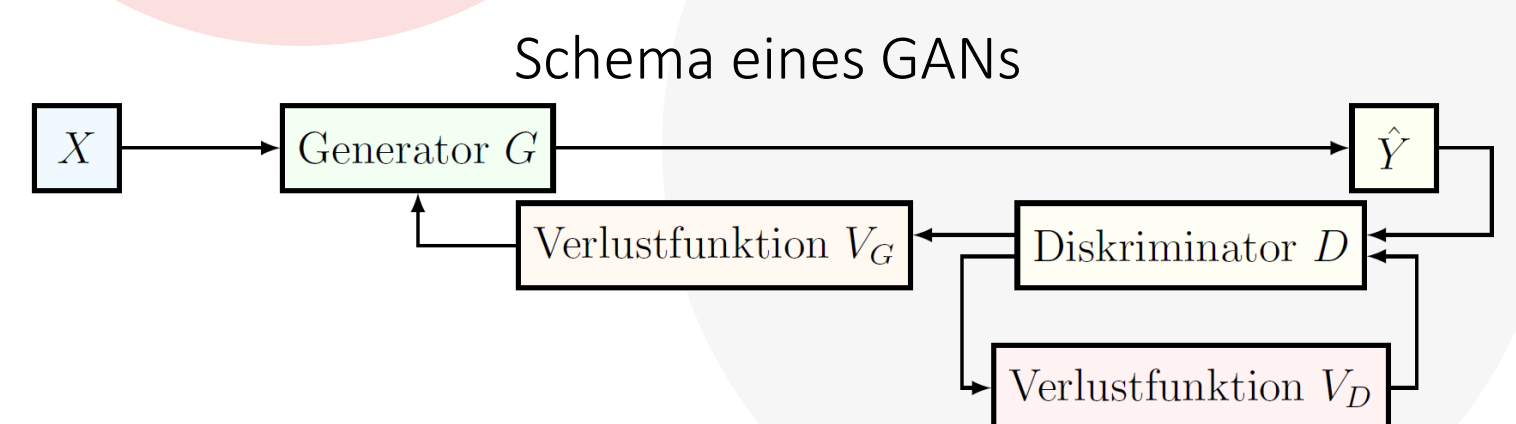 Schema eines GANs
X
Generator G
Ŷ
Verlustfunktion V_G
Diskriminator D
Verlustfunktion V_D